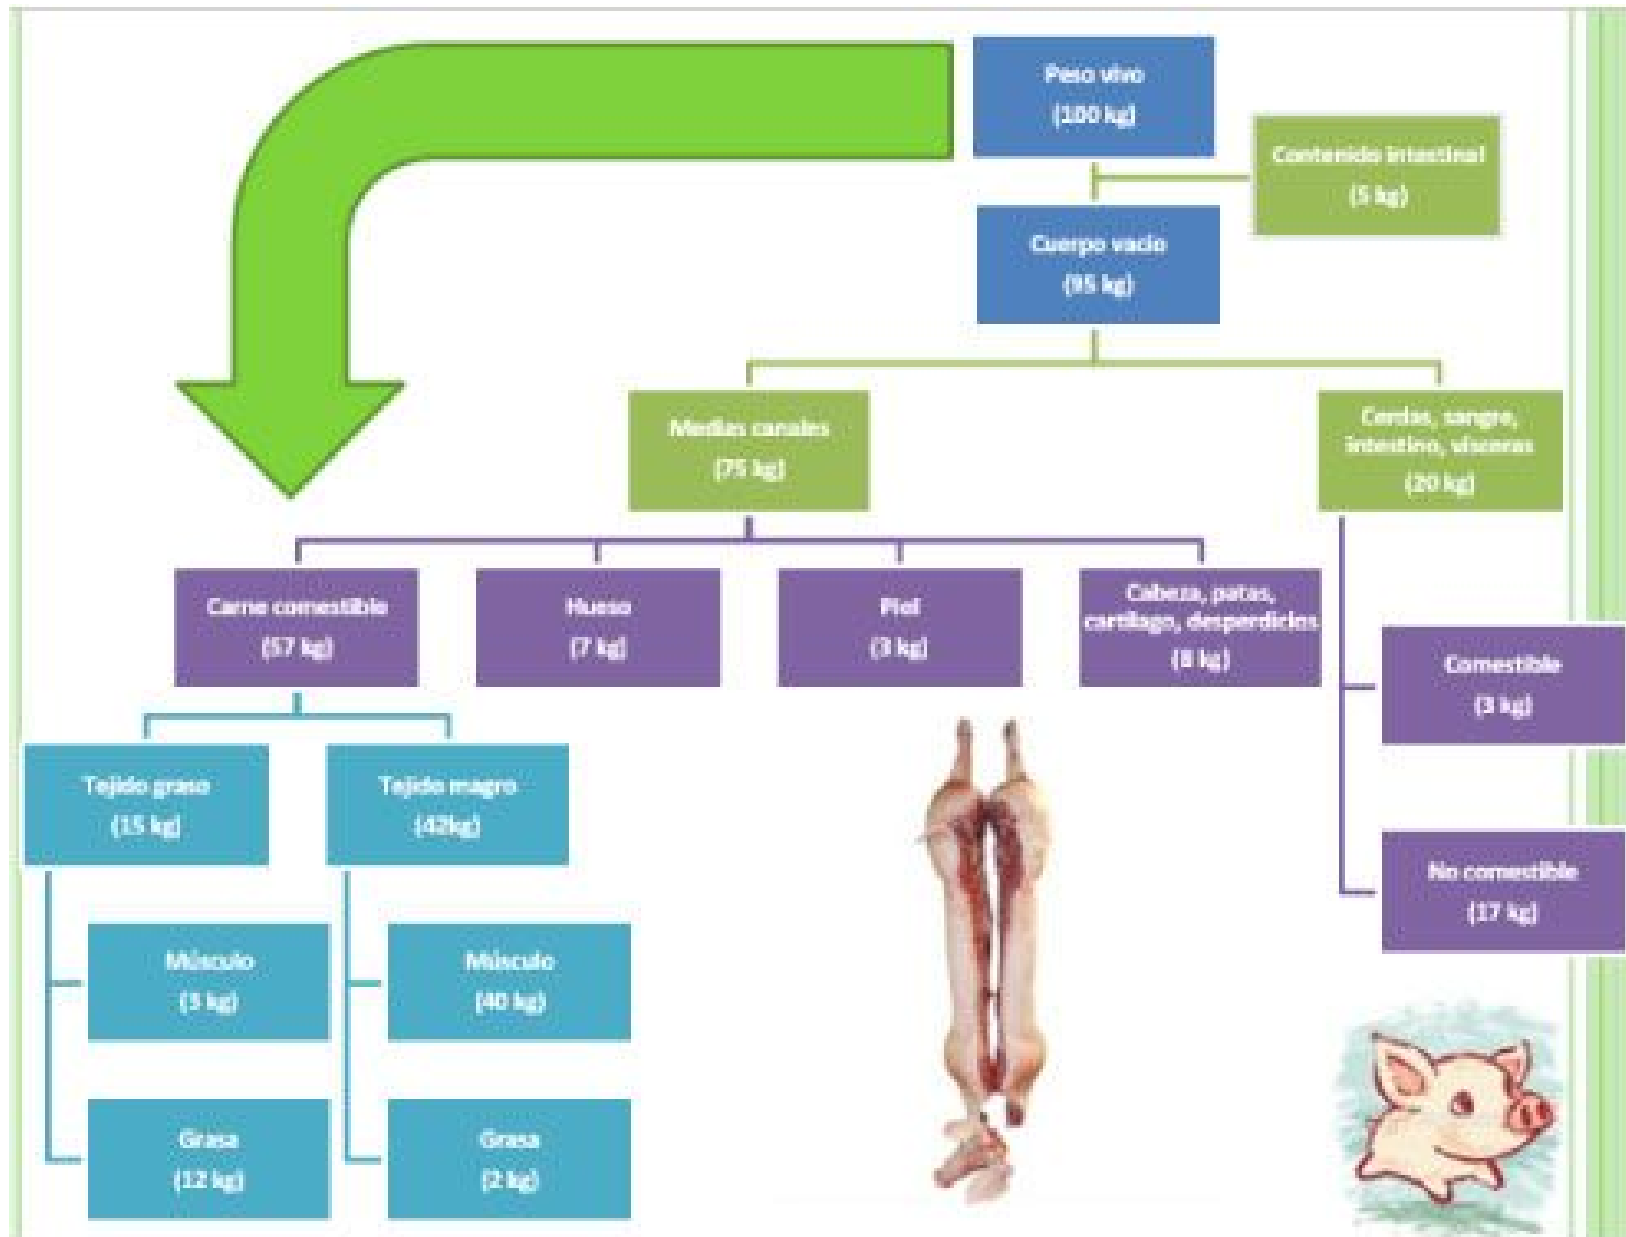 Peso vivo
(100 kg)
Contenido intestinal
(5 kg)
Cuerpo vacio
(95 kg)
Medias canales
(75 kg)
Cerdas, sangre,
intestino, vísceras
(20 kg)
Carne comestible
(57 kg)
Hueso
(7 kg)
Piel
(3 kg)
Cabeza, patas,
cartílago, desperdicios
(8 kg)
Comestible
(3 kg)
No comestible
(17 kg)
Tejido graso
(15 kg)
Tejido magro
(42kg)
Músculo
(3 kg)
Músculo
(40 kg)
Grasa
(12 kg)
Grasa
(2 kg)